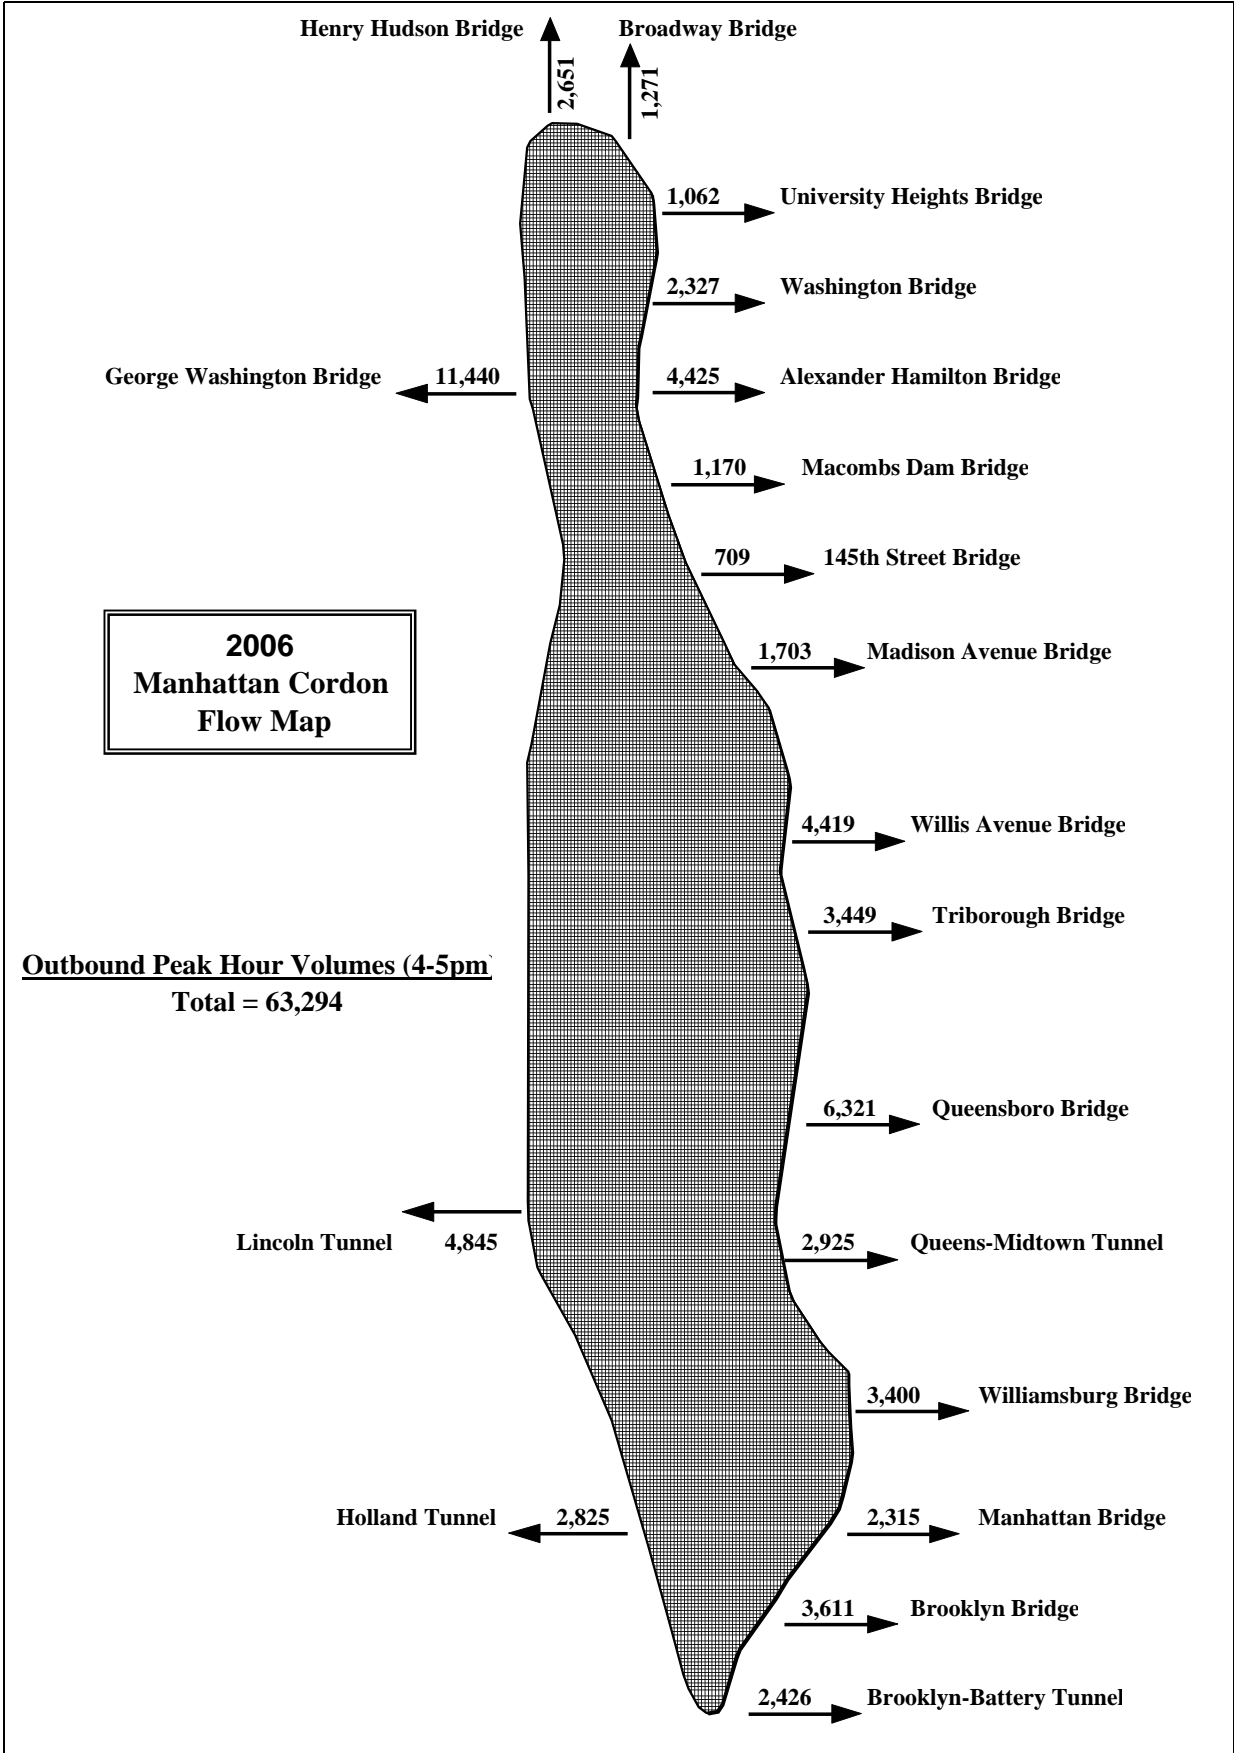 Henry Hudson Bridge
Broadway Bridge
2,651
1,271
1,062 University Heights Bridge
2,327 Washington Bridge
George Washington Bridge 11,440
4,425 Alexander Hamilton Bridge
1,170 Macombs Dam Bridge
709 145th Street Bridge
2006
Manhattan Cordon
Flow Map
1,703 Madison Avenue Bridge
4,419 Willis Avenue Bridge
3,449 Triborough Bridge
Outbound Peak Hour Volumes (4-5pm)
Total = 63,294
6,321 Queensboro Bridge
Lincoln Tunnel 4,845
2,925 Queens-Midtown Tunnel
3,400 Williamsburg Bridge
Holland Tunnel 2,825
2,315 Manhattan Bridge
3,611 Brooklyn Bridge
2,426 Brooklyn-Battery Tunnel